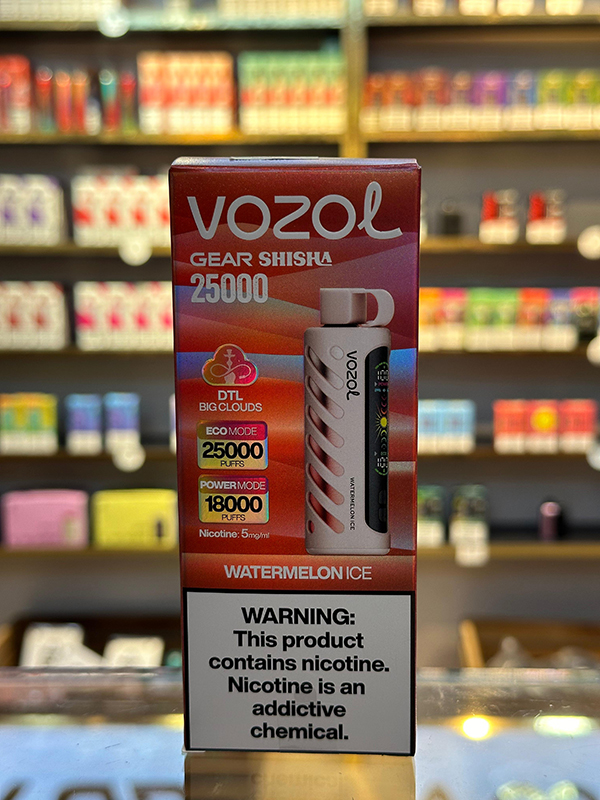 VOZOL
GEAR SHISHA
25000
DTL
BIG CLOUDS
ECO MODE
25000
PUFFS
POWER MODE
18000
PUFFS
Nicotine: 5mg/ml
VOZOL
WATERMELON ICE
WATERMELON ICE
WARNING:
This product
contains nicotine.
Nicotine is an
addictive
chemical.